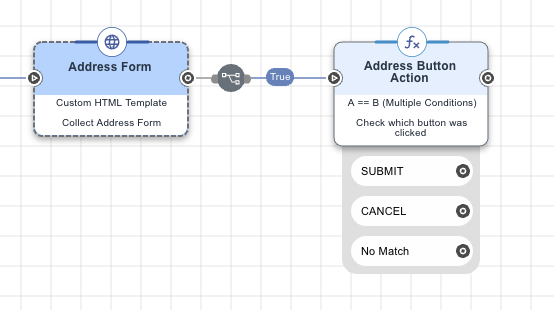 Address Form
Custom HTML Template
Collect Address Form
True
fx
Address Button
Action
A == B (Multiple Conditions)
Check which button was
clicked
SUBMIT
CANCEL
No Match